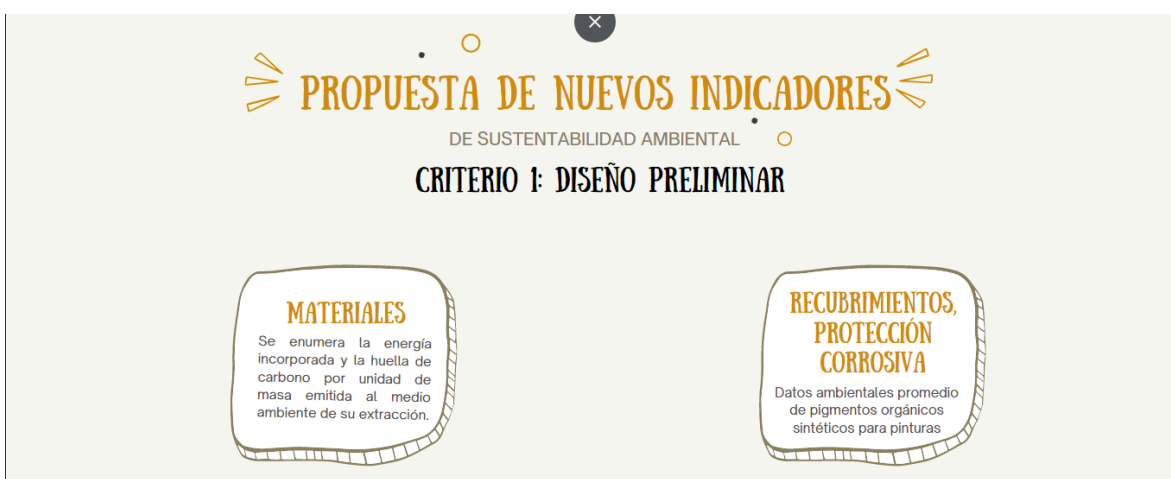 PROPUESTA DE NUEVOS INDICADORES
DE SUSTENTABILIDAD AMBIENTAL
CRITERIO 1: DISEÑO PRELIMINAR
MATERIALES
Se enumera la energía
incorporada y la huella de
carbono por unidad de
masa emitida al medio
ambiente de su extracción.
RECUBRIMIENTOS,
PROTECCIÓN
CORROSIVA
Datos ambientales promedio
de pigmentos orgánicos
sintéticos para pinturas